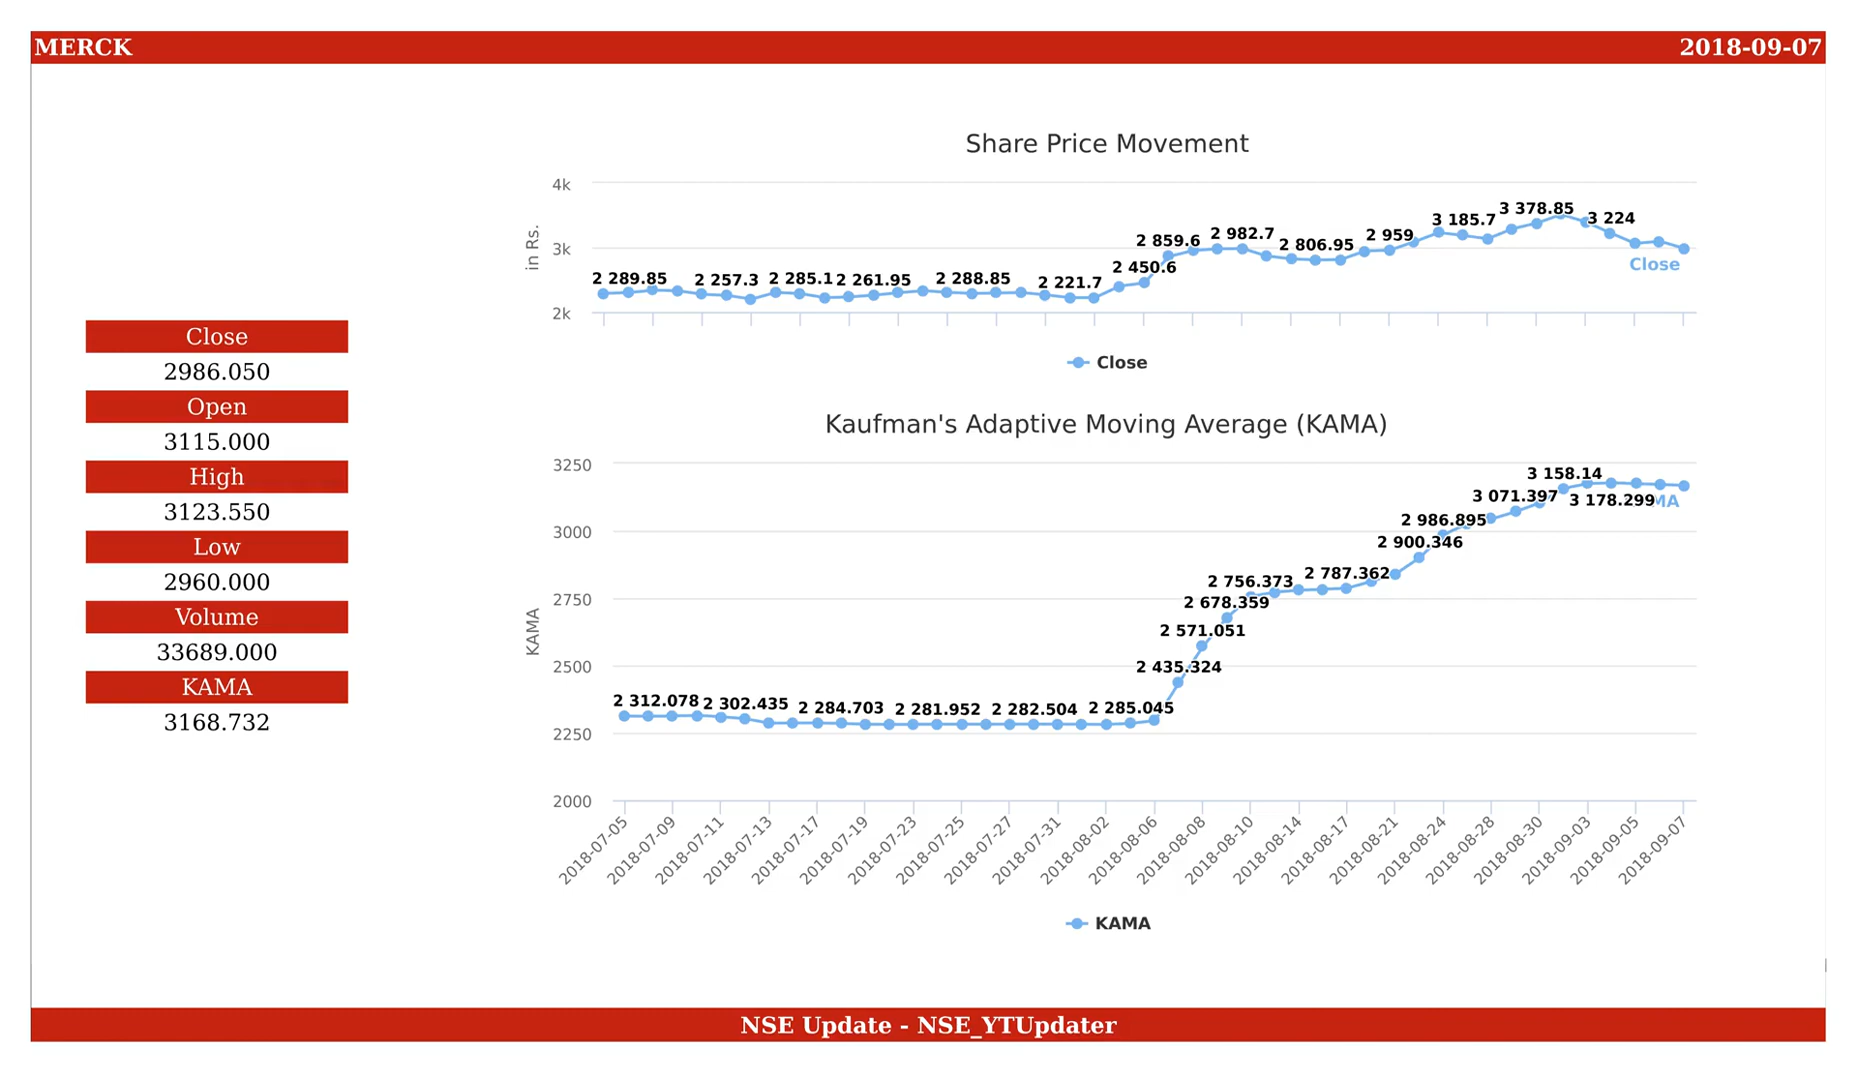 MERCK 2018-09-07
Close
2986.050
Open
3115.000
High
3123.550
Low
2960.000
Volume
33689.000
KAMA
3168.732
Share Price Movement
in Rs.
4k
3k
2k
2 289.85 2 257.3 2 285.1 2 261.95 2 288.85 2 221.7 2 450.6 2 859.6 2 982.7 2 806.95 2 959 3 185.7 3 378.85 3 224
Close
Close
Kaufman's Adaptive Moving Average (KAMA)
KAMA
3250
3000
2750
2500
2250
2000
2 312.078 2 302.435 2 284.703 2 281.952 2 282.504 2 285.045 2 435.324 2 571.051 2 678.359 2 756.373 2 787.362 2 900.346 2 986.895 3 071.397 3 158.14 3 178.299
MA
2018-07-05 2018-07-09 2018-07-11 2018-07-13 2018-07-17 2018-07-19 2018-07-23 2018-07-25 2018-07-27 2018-07-31 2018-08-02 2018-08-06 2018-08-08 2018-08-10 2018-08-14 2018-08-17 2018-08-21 2018-08-24 2018-08-28 2018-08-30 2018-09-03 2018-09-05 2018-09-07
KAMA
NSE Update - NSE_YTUpdater